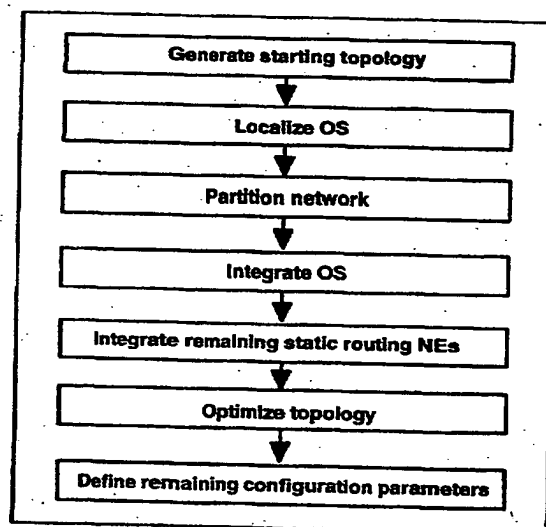 Generate starting topology
Localize OS
Partition network
Integrate OS
Integrate remaining static routing NEs
Optimize topology
Define remaining configuration parameters